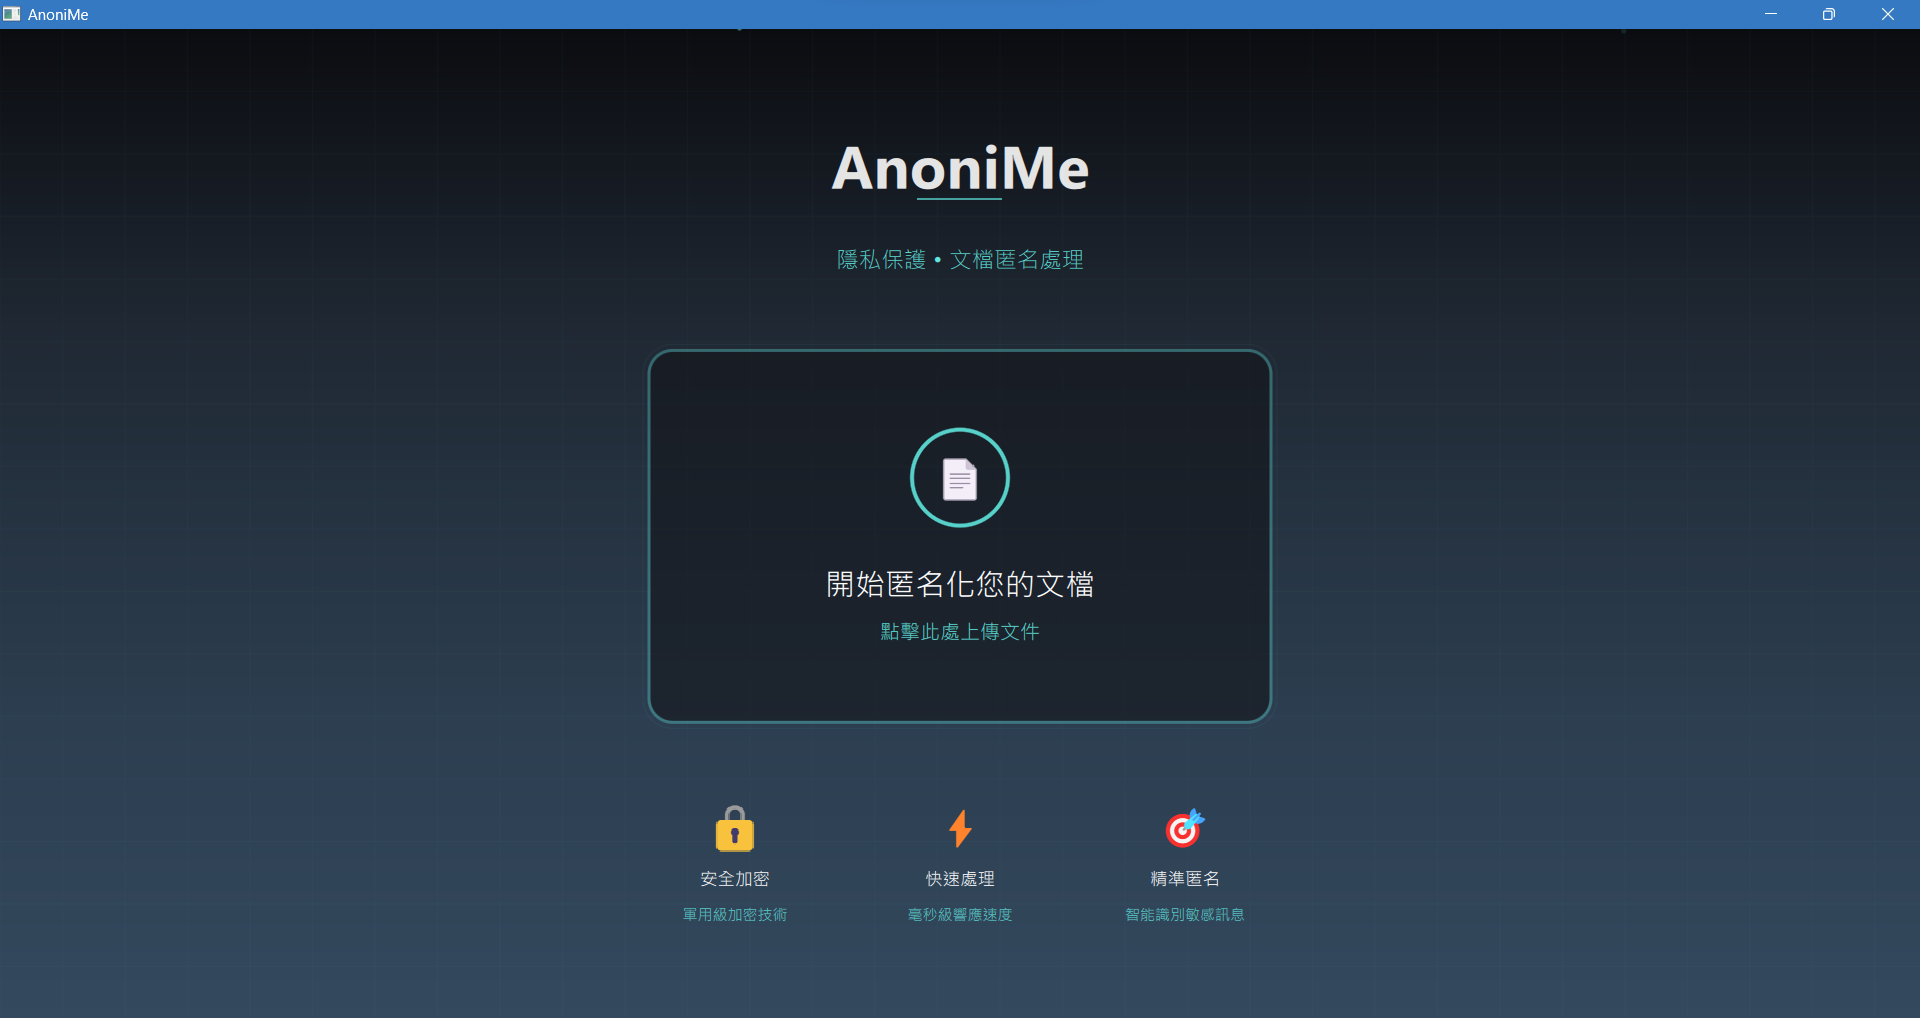 AnoniMe
AnoniMe
隱私保護 • 文檔匿名處理
開始匿名化您的文檔
點擊此處上傳文件
安全加密
快速處理
精準匿名
軍用級加密技術
毫秒級響應速度
智能識別敏感訊息